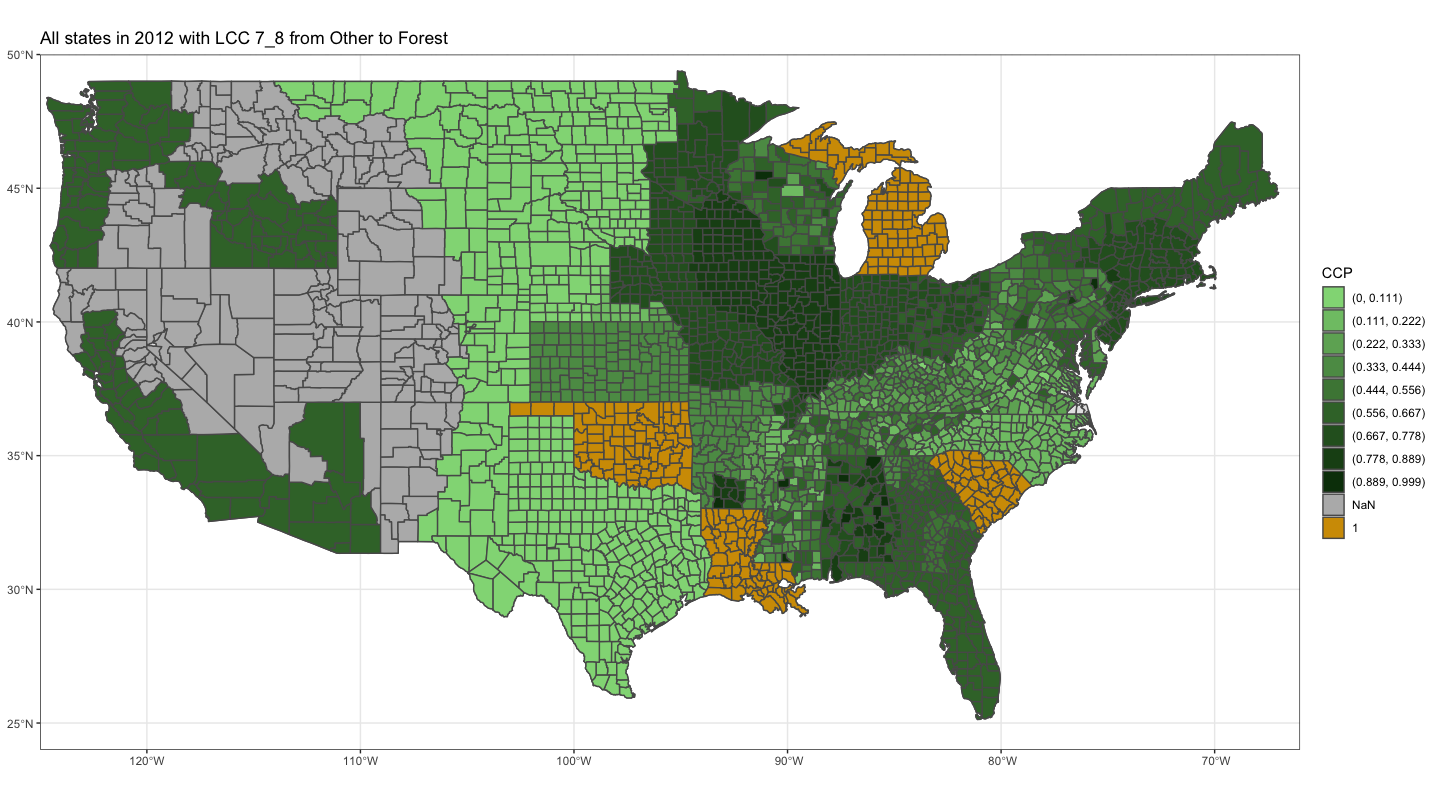 All states in 2012 with LCC 7_8 from Other to Forest
50°N
45°N
40°N
35°N
30°N
25°N
120°W
110°W
100°W
90°W
80°W
70°W
CCP
(0, 0.111)
(0.111, 0.222)
(0.222, 0.333)
(0.333, 0.444)
(0.444, 0.556)
(0.556, 0.667)
(0.667, 0.778)
(0.778, 0.889)
(0.889, 0.999)
NaN
1